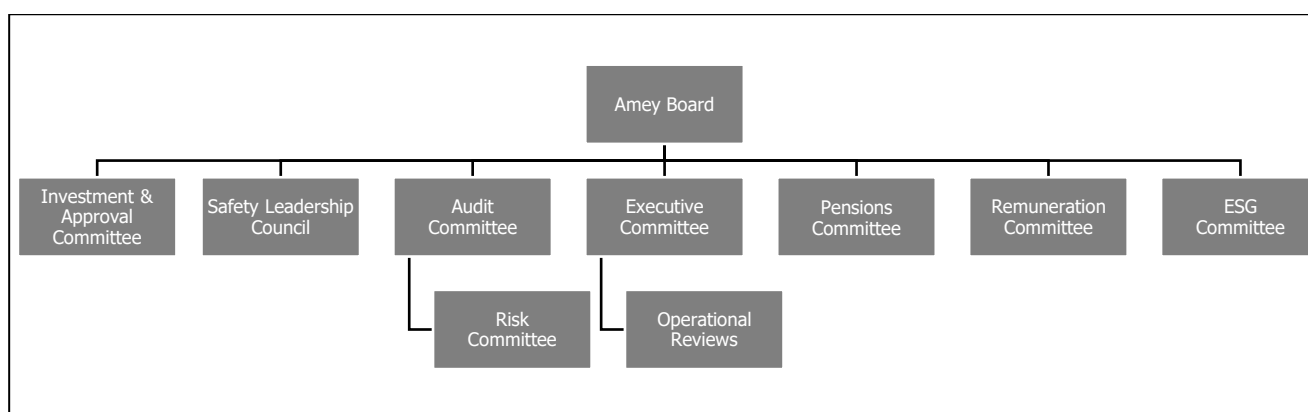 Amey Board
Investment &
Approval
Committee
Safety Leadership
Council
Audit
Committee
Executive
Committee
Pensions
Committee
Remuneration
Committee
ESG
Committee
Risk
Committee
Operational
Reviews